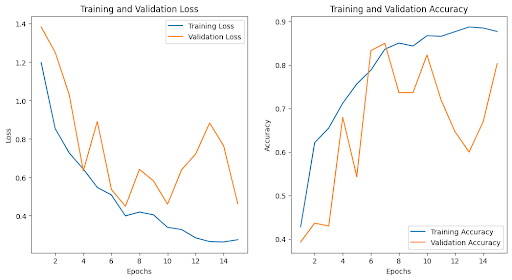 Training and Validation Loss
Training Loss
Validation Loss
1.4
1.2
1.0
0.8
0.6
0.4
Loss
2 4 6 8 10 12 14
Epochs
Training and Validation Accuracy
0.9
0.8
0.7
0.6
0.5
0.4
Accuracy
Training Accuracy
Validation Accuracy
2 4 6 8 10 12 14
Epochs